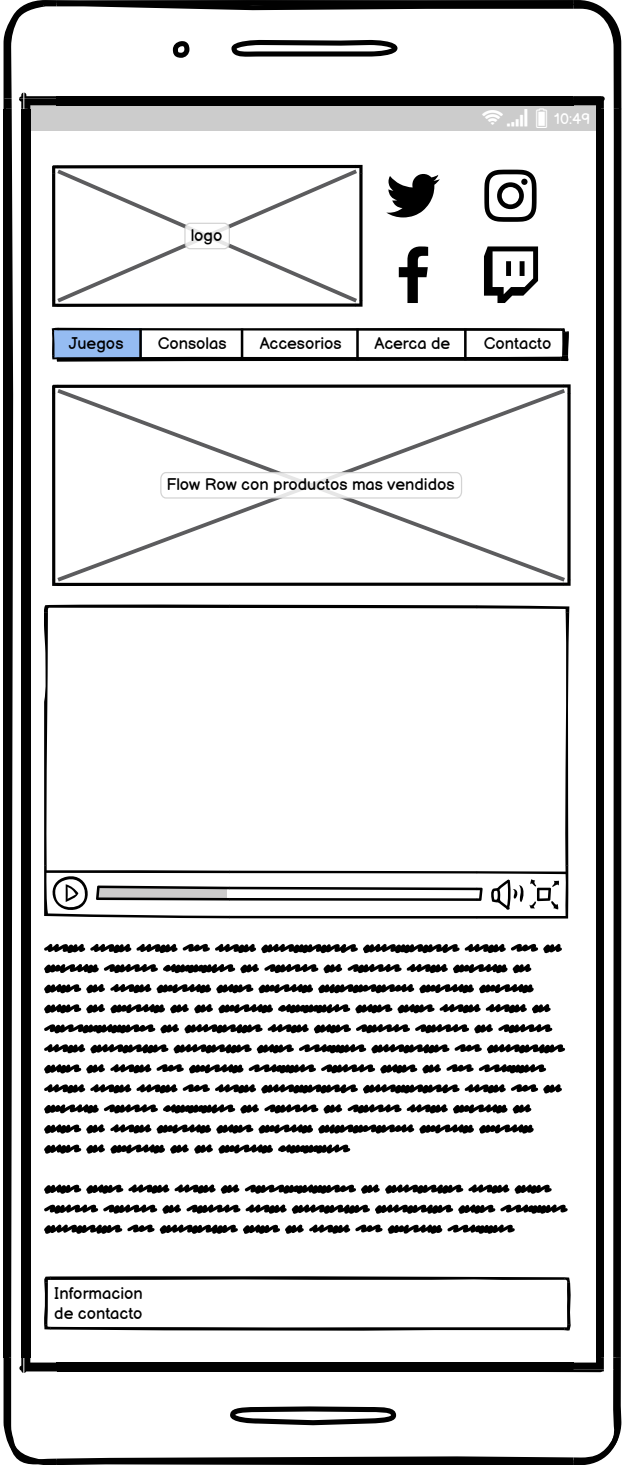 10:49
logo
Juegos Consolas Accesorios Acerca de Contacto
Flow Row con productos mas vendidos
Informacion
de contacto